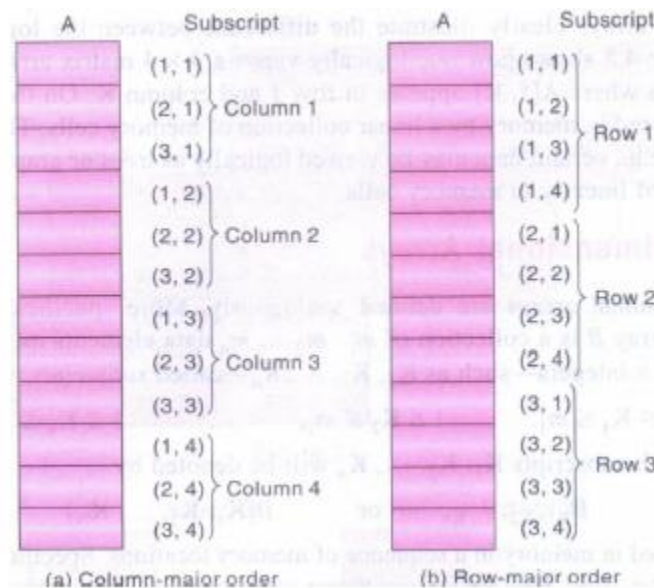 A Subscript
(1, 1)
(2, 1) Column 1
(3, 1)
(1, 2)
(2, 2) Column 2
(3, 2)
(1, 3)
(2, 3) Column 3
(3, 3)
(1, 4)
(2, 4) Column 4
(3, 4)
(a) Column-major order
A Subscript
(1, 1)
(1, 2)
Row 1
(1, 3)
(1, 4)
(2, 1)
(2, 2)
Row 2
(2, 3)
(2, 4)
(3, 1)
(3, 2)
Row 3
(3, 3)
(3, 4)
(b) Row-major order